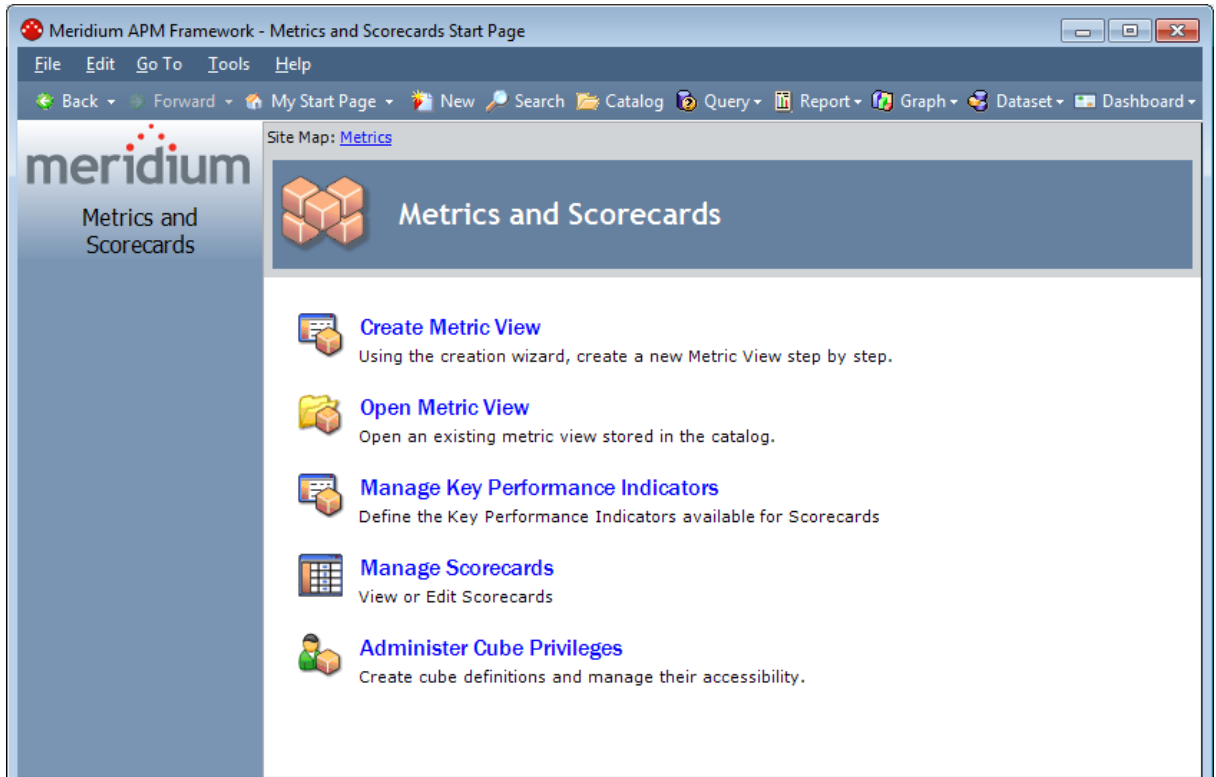 Meridium APM Framework - Metrics and Scorecards Start Page
File Edit Go To Tools Help
Back Forward My Start Page New Search Catalog Query Report Graph Dataset Dashboard
meridium
Metrics and
Scorecards
Site Map: Metrics
Metrics and Scorecards
Create Metric View
Using the creation wizard, create a new Metric View step by step.
Open Metric View
Open an existing metric view stored in the catalog.
Manage Key Performance Indicators
Define the Key Performance Indicators available for Scorecards
Manage Scorecards
View or Edit Scorecards
Administer Cube Privileges
Create cube definitions and manage their accessibility.